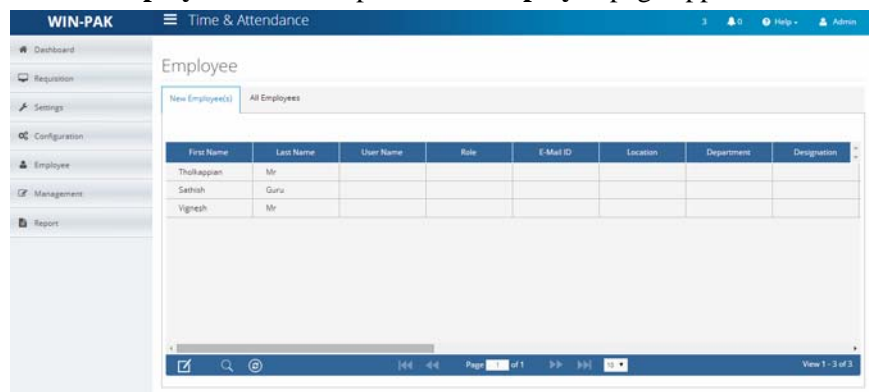 WIN-PAK
Time & Attendance
3 0 Help Admin
Dashboard
Requisition
Settings
Configuration
Employee
Management
Report
Employee
New Employee(s) All Employees
First Name Last Name User Name Role E-Mail ID Location Department Designation
Tholkappian Mr
Sathish Guru
Vignesh Mr
Page 1 of 1 10 View 1 - 3 of 3